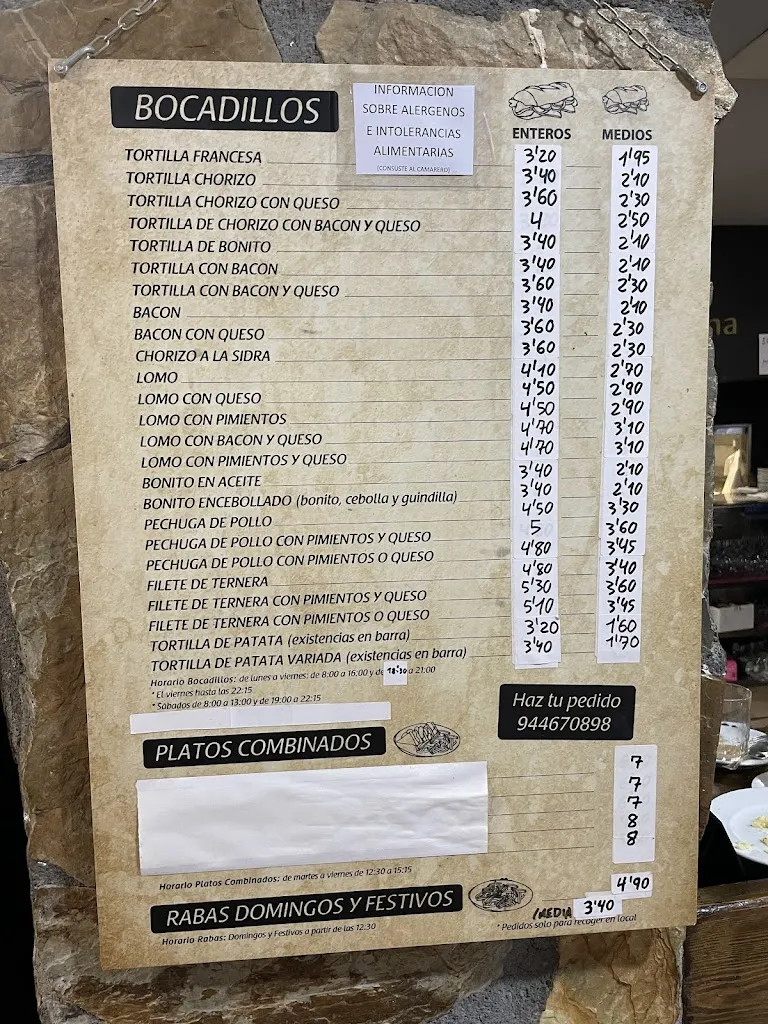 BOCADILLOS
INFORMACION
SOBRE ALERGENOS
E INTOLERANCIAS
ALIMENTARIAS
(CONSUSTE AL CAMARERO)
ENTEROS MEDIOS
TORTILLA FRANCESA 3'20 1'95
TORTILLA CHORIZO 3'40 2'10
TORTILLA CHORIZO CON QUESO 3'60 2'30
TORTILLA DE CHORIZO CON BACON Y QUESO 4 2'50
TORTILLA DE BONITO 3'40 2'10
TORTILLA CON BACON 3'40 2'10
TORTILLA CON BACON Y QUESO 3'60 2'30
BACON 3'40 2'10
BACON CON QUESO 3'60 2'30
CHORIZO A LA SIDRA 3'60 2'30
LOMO 4'10 2'70
LOMO CON QUESO 4'50 2'90
LOMO CON PIMIENTOS 4'50 2'90
LOMO CON BACON Y QUESO 4'70 3'10
LOMO CON PIMIENTOS Y QUESO 4'70 3'10
BONITO EN ACEITE 3'40 2'10
BONITO ENCEBOLLADO (bonito, cebolla y guindilla) 3'40 2'10
PECHUGA DE POLLO 4'50 3'30
PECHUGA DE POLLO CON PIMIENTOS Y QUESO 5 3'60
PECHUGA DE POLLO CON PIMIENTOS O QUESO 4'80 3'45
FILETE DE TERNERA 4'80 3'40
FILETE DE TERNERA CON PIMIENTOS Y QUESO 5'30 3'60
FILETE DE TERNERA CON PIMIENTOS O QUESO 5'10 3'45
TORTILLA DE PATATA (existencias en barra) 3'20 1'60
TORTILLA DE PATATA VARIADA (existencias en barra) 3'40 1'70
Horario Bocadillos: de lunes a viernes: de 8:00 a 16:00 y de 18'30 a 21:00
* El viernes hasta las 22:15
* Sábados de 8:00 a 13:00 y de 19:00 a 22:15
Haz tu pedido
944670898
PLATOS COMBINADOS
7
7
7
8
8
Horario Platos Combinados: de martes a viernes de 12:30 a 15:15
4'90
RABAS DOMINGOS Y FESTIVOS
/MEDIA 3'40
Horario Rabas: Domingos y Festivos a partir de las 12:30
* Pedidos solo para recoger en local